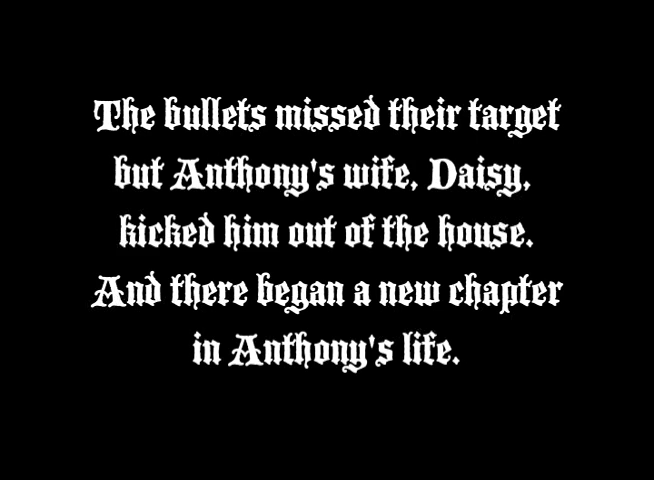 The bullets missed their target
but Anthony's wife, Daisy,
kicked him out of the house.
And there began a new chapter
in Anthony's life.